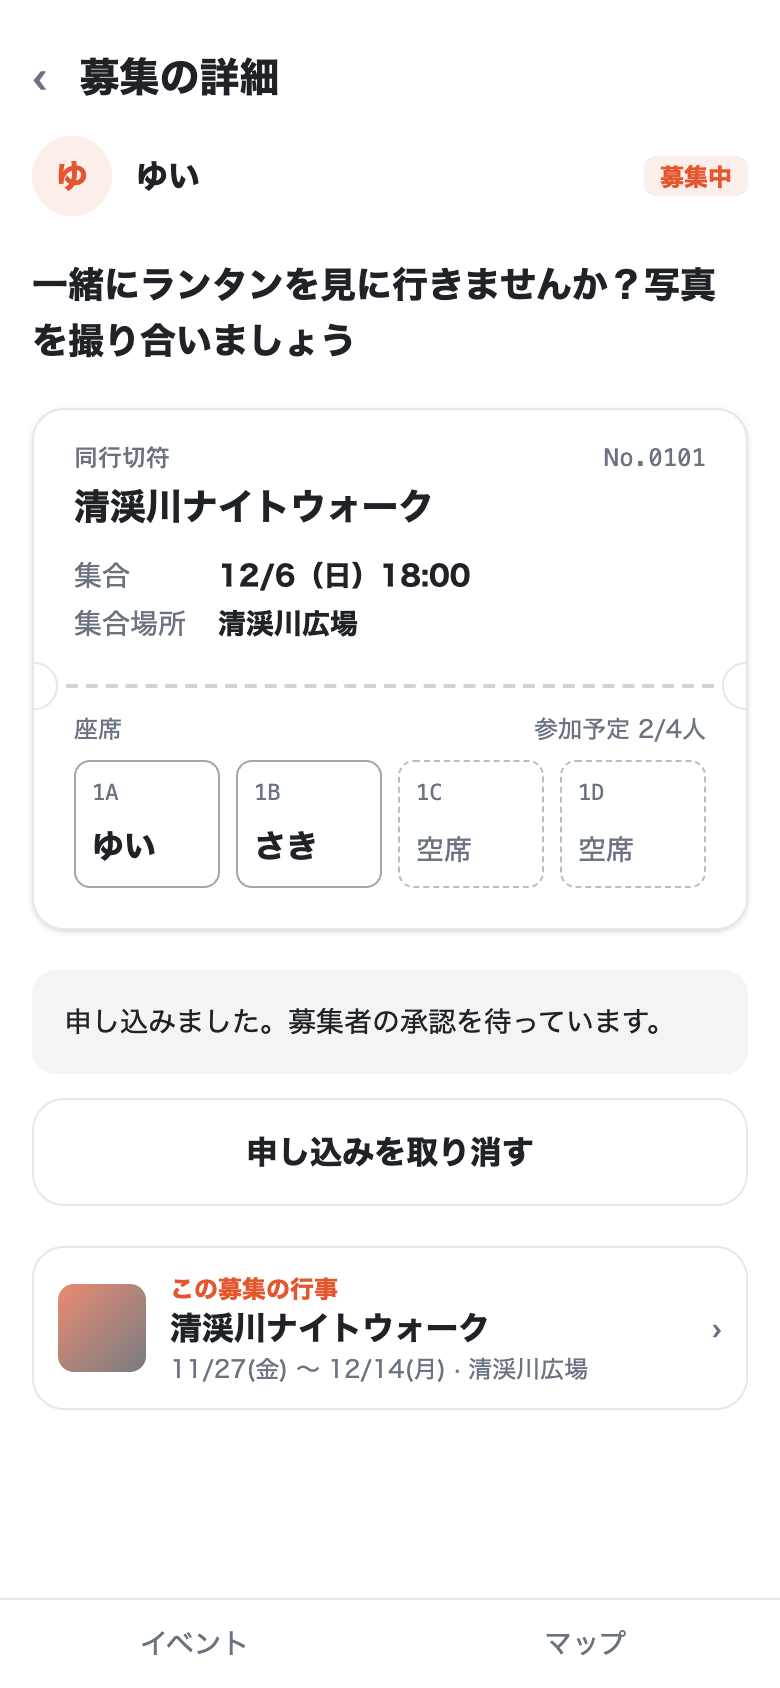 ‹ 募集の詳細
ゆ ゆい 募集中
一緒にランタンを見に行きませんか？写真
を撮り合いましょう
同行切符 No.0101
清渓川ナイトウォーク
集合 12/6（日）18:00
集合場所 清渓川広場
座席 参加予定 2/4人
1A 1B 1C 1D
ゆい さき 空席 空席
申し込みました。募集者の承認を待っています。
申し込みを取り消す
この募集の行事
清渓川ナイトウォーク ›
11/27(金) 〜 12/14(月) · 清渓川広場
イベント マップ